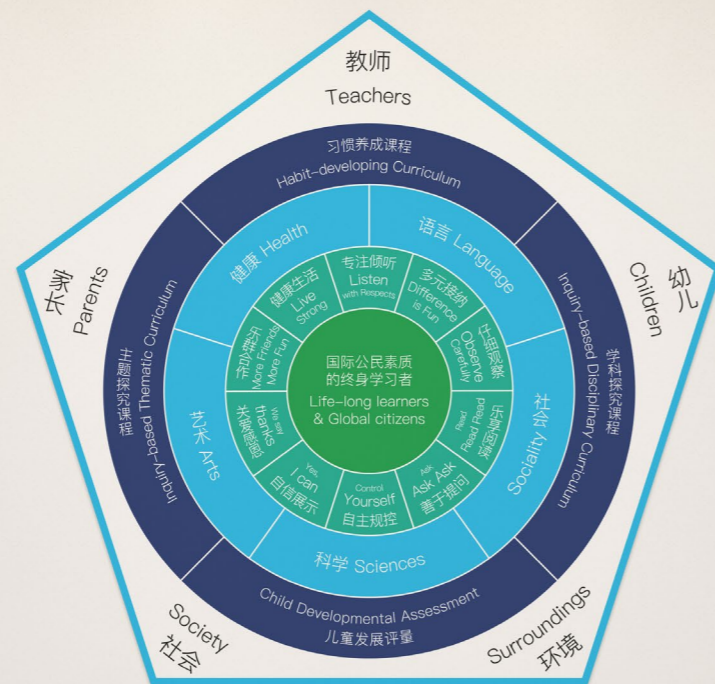 教师
Teachers
幼儿
Children
Surroundings
环境
Society
社会
家长
Parents
习惯养成课程
Habit-developing Curriculum
Inquiry-based Disciplinary Curriculum
学科探究课程
Child Developmental Assessment
儿童发展评量
主题探究课程
Inquiry-based Thematic Curriculum
健康 Health
语言 Language
社会 Sociality
科学 Sciences
艺术 Arts
专注倾听
Listen
with Respects
多元接纳
Difference
is Fun
仔细观察
Observe
Carefully
乐享阅读
Read Read
Read
Ask
Ask Ask
善于提问
Control
Yourself
自主规控
Yes,
I can
自信展示
We say
thanks
关爱感恩
More Friends
More Fun
健康生活
Live
Strong
国际公民素质
的终身学习者
Life-long learners
& Global citizens